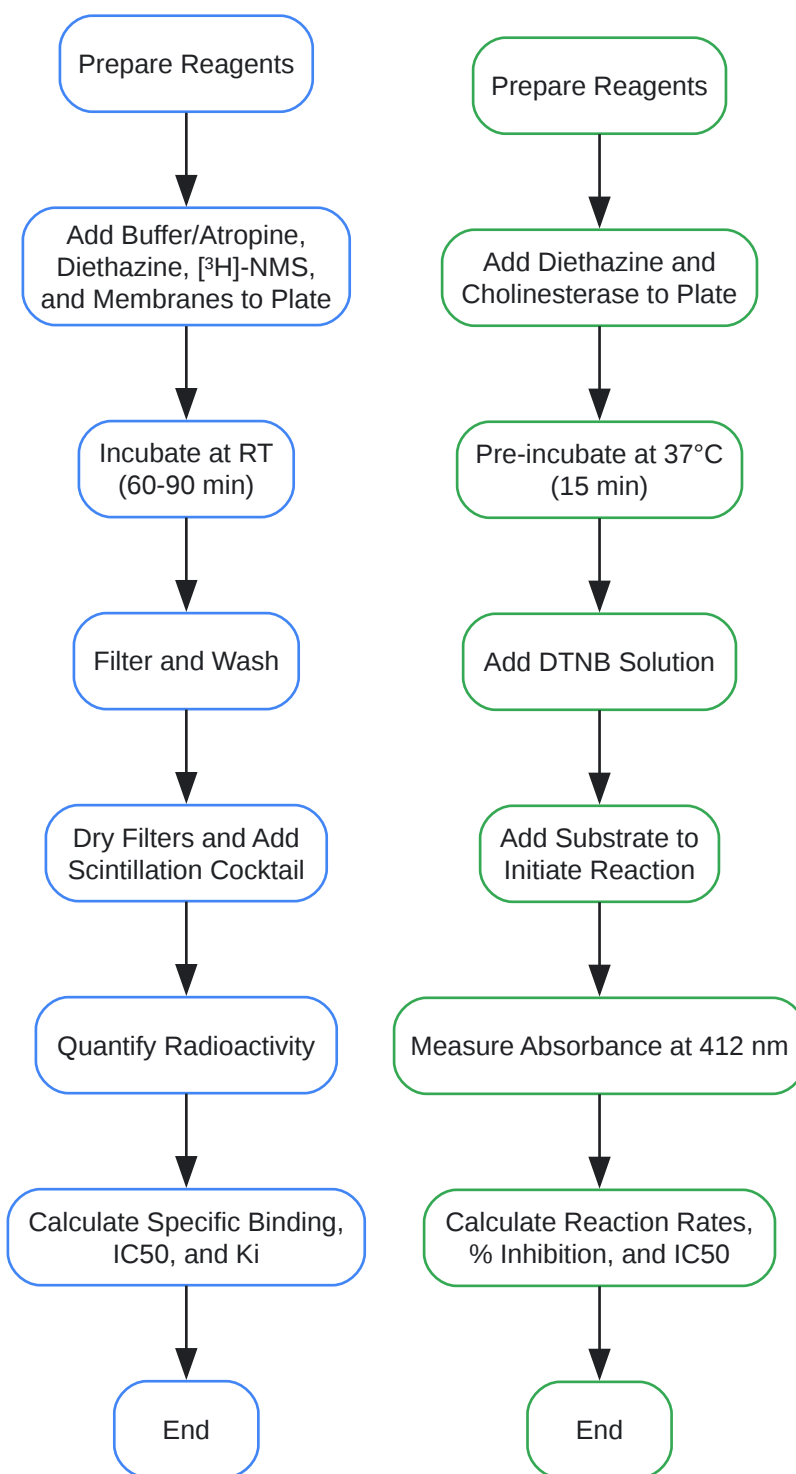 Prepare Reagents
Add Buffer/Atropine,
Diethazine, [³H]-NMS,
and Membranes to Plate
Incubate at RT
(60-90 min)
Filter and Wash
Dry Filters and Add
Scintillation Cocktail
Quantify Radioactivity
Calculate Specific Binding,
IC50, and Ki
End
Prepare Reagents
Add Diethazine and
Cholinesterase to Plate
Pre-incubate at 37°C
(15 min)
Add DTNB Solution
Add Substrate to
Initiate Reaction
Measure Absorbance at 412 nm
Calculate Reaction Rates,
% Inhibition, and IC50
End